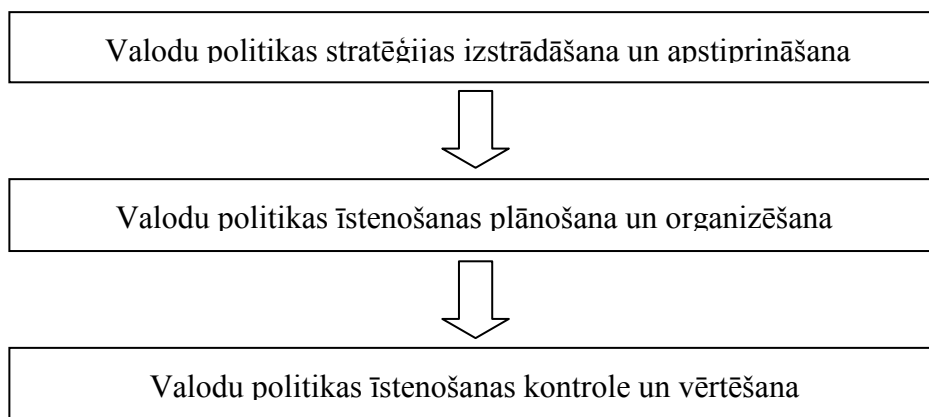 Valodu politikas stratēģijas izstrādāšana un apstiprināšana
Valodu politikas īstenošanas plānošana un organizēšana
Valodu politikas īstenošanas kontrole un vērtēšana